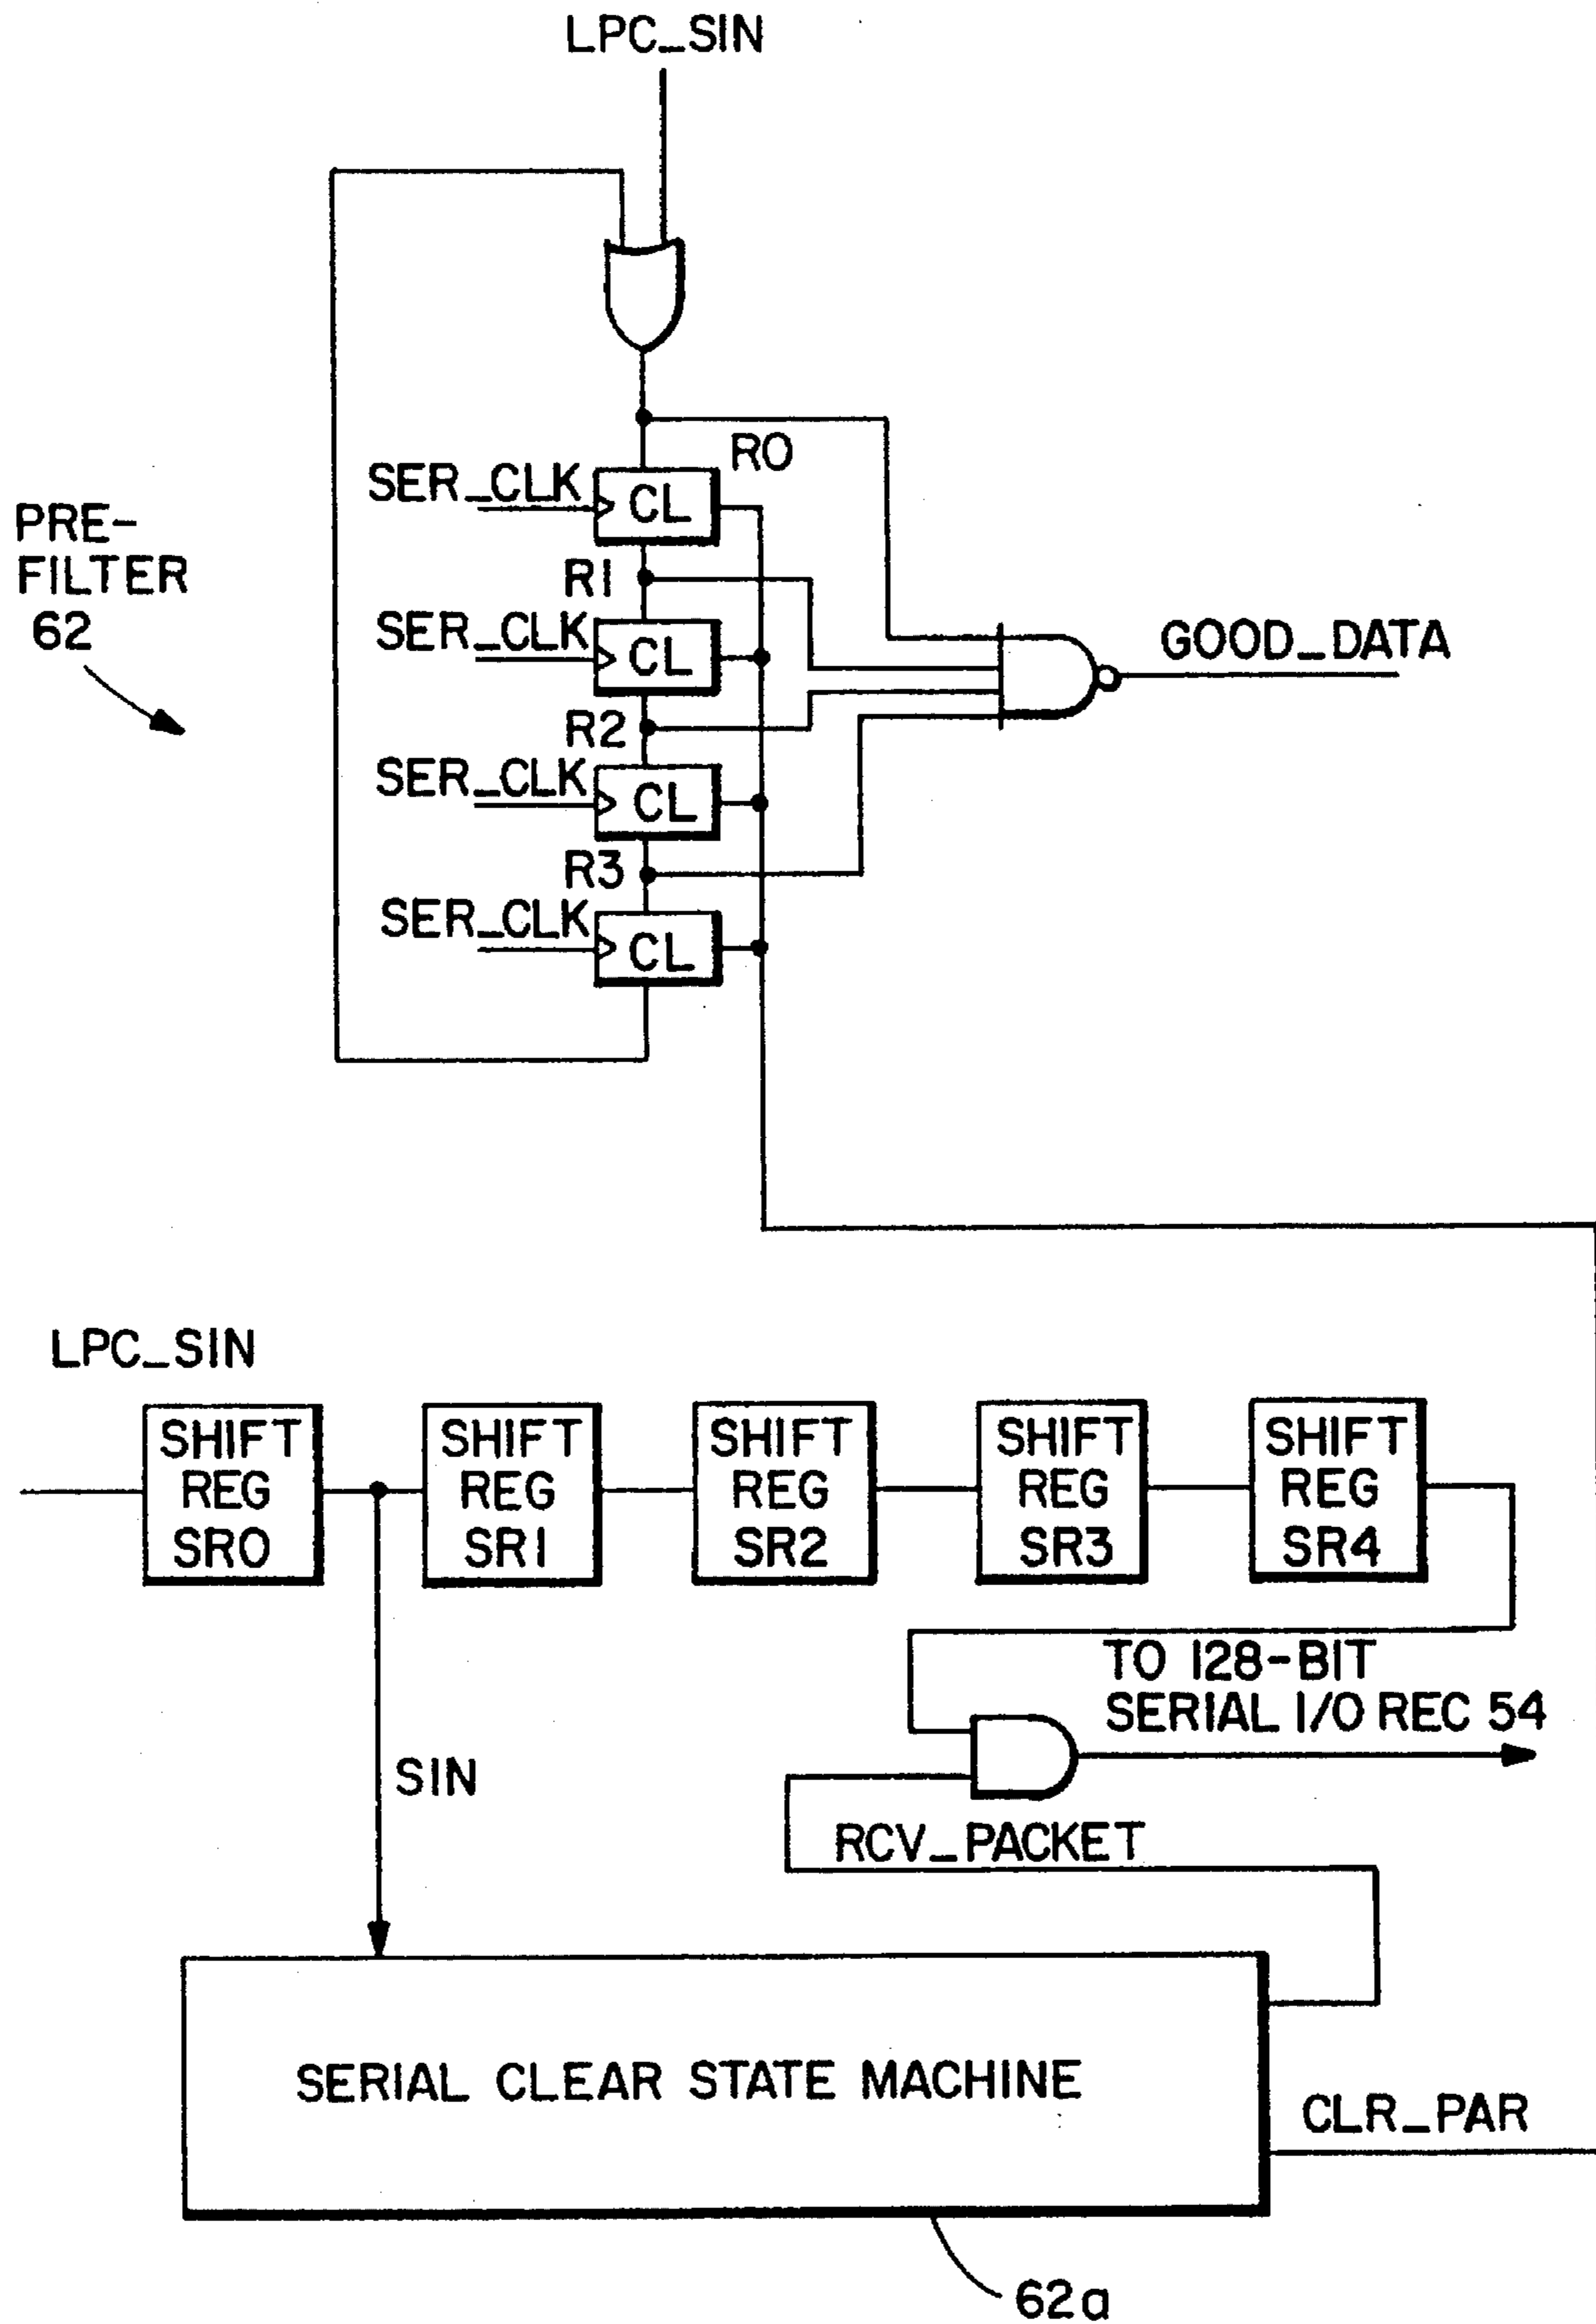 LPC_SIN
R0
SER_CLK
CL
PRE-
FILTER
62
R1
SER_CLK
CL
GOOD_DATA
R2
SER_CLK
CL
R3
SER_CLK
CL
LPC_SIN
SHIFT
REG
SR0
SHIFT
REG
SR1
SHIFT
REG
SR2
SHIFT
REG
SR3
SHIFT
REG
SR4
TO 128-BIT
SERIAL I/O REC 54
SIN
RCV_PACKET
SERIAL CLEAR STATE MACHINE
CLR_PAR
62a